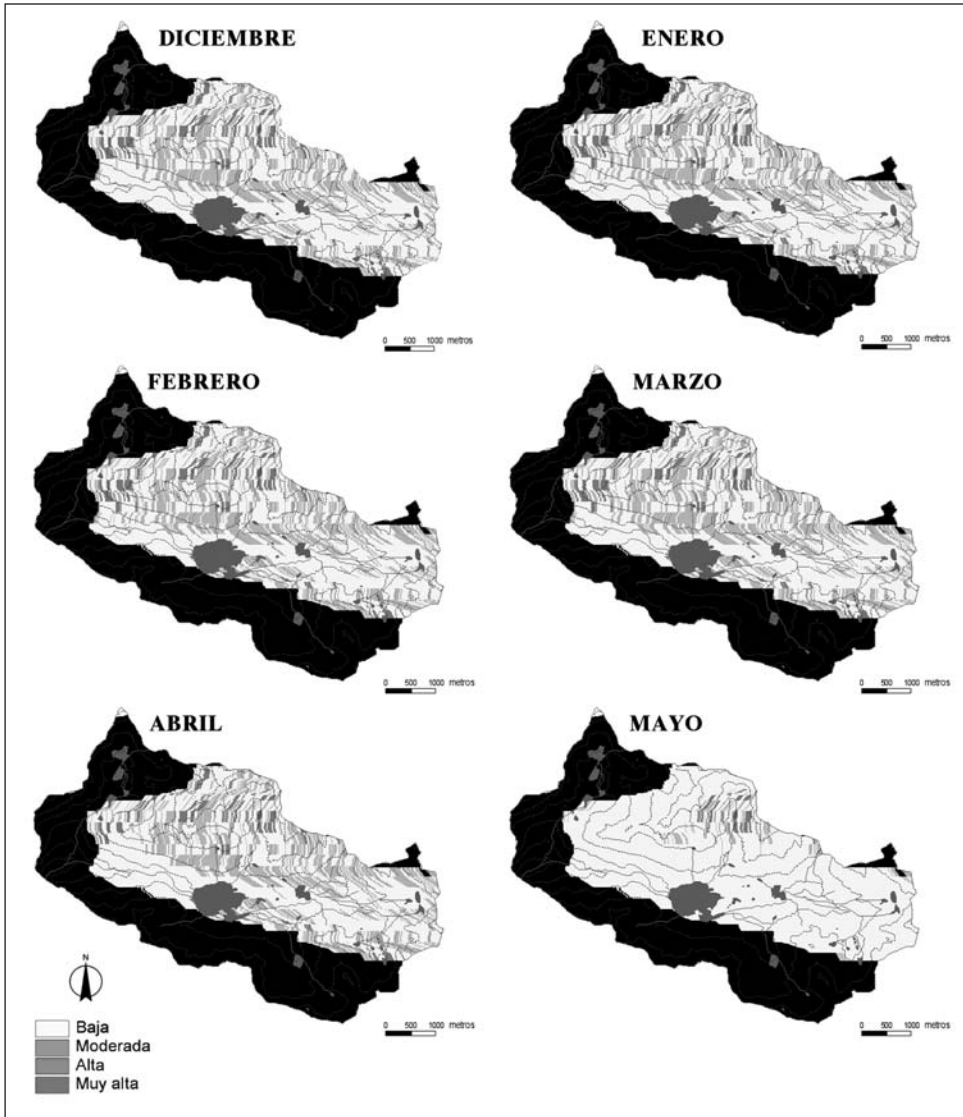 DICIEMBRE
ENERO
0 500 1000 metros
0 500 1000 metros
FEBRERO
MARZO
0 500 1000 metros
0 500 1000 metros
ABRIL
MAYO
N
0 500 1000 metros
0 500 1000 metros
Baja
Moderada
Alta
Muy alta